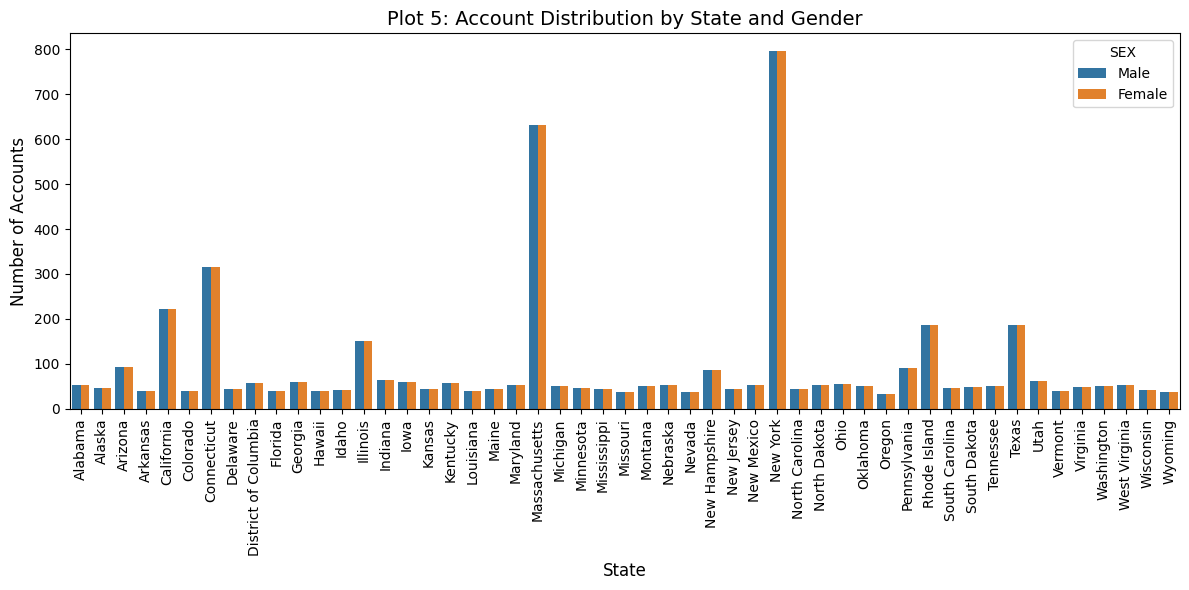 Plot 5: Account Distribution by State and Gender
SEX
Male
Female
Number of Accounts
800
700
600
500
400
300
200
100
0
Alabama
Alaska
Arizona
Arkansas
California
Colorado
Connecticut
Delaware
District of Columbia
Florida
Georgia
Hawaii
Idaho
Illinois
Indiana
Iowa
Kansas
Kentucky
Louisiana
Maine
Maryland
Massachusetts
Michigan
Minnesota
Mississippi
Missouri
Montana
Nebraska
Nevada
New Hampshire
New Jersey
New Mexico
New York
North Carolina
North Dakota
Ohio
Oklahoma
Oregon
Pennsylvania
Rhode Island
South Carolina
South Dakota
Tennessee
Texas
Utah
Vermont
Virginia
Washington
West Virginia
Wisconsin
Wyoming
State